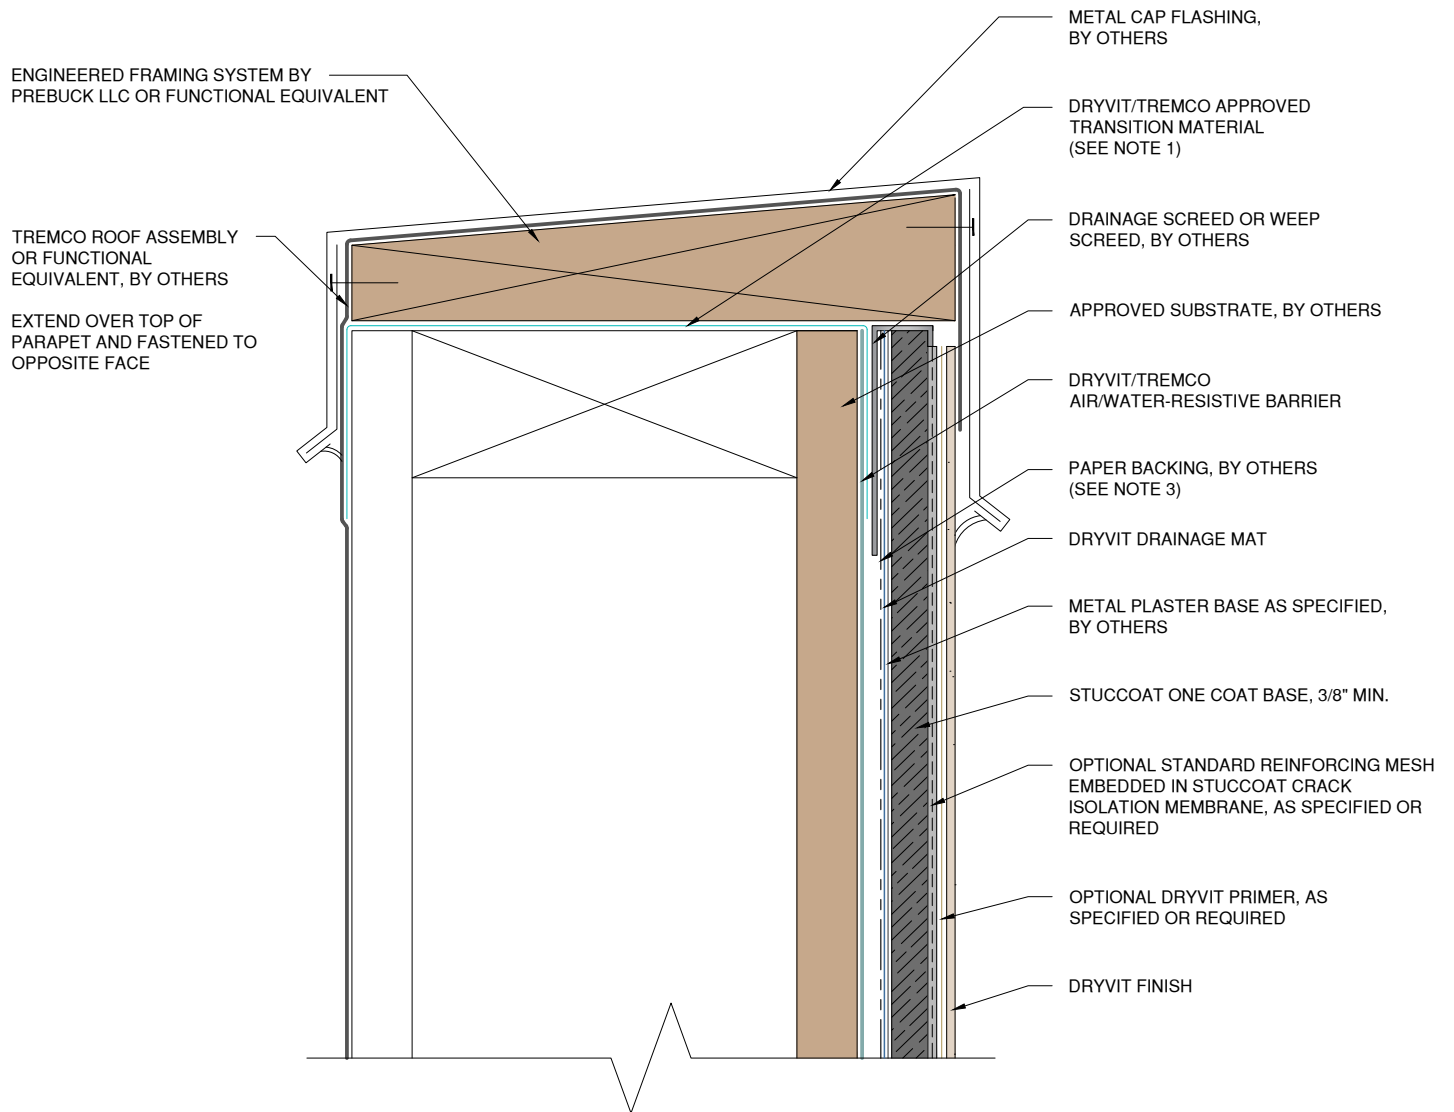 ENGINEERED FRAMING SYSTEM BY
PREBUCK LLC OR FUNCTIONAL EQUIVALENT
TREMCO ROOF ASSEMBLY
OR FUNCTIONAL
EQUIVALENT, BY OTHERS
EXTEND OVER TOP OF
PARAPET AND FASTENED TO
OPPOSITE FACE
METAL CAP FLASHING,
BY OTHERS
DRYVIT/TREMCO APPROVED
TRANSITION MATERIAL
(SEE NOTE 1)
DRAINAGE SCREED OR WEEP
SCREED, BY OTHERS
APPROVED SUBSTRATE, BY OTHERS
DRYVIT/TREMCO
AIR/WATER-RESISTIVE BARRIER
PAPER BACKING, BY OTHERS
(SEE NOTE 3)
DRYVIT DRAINAGE MAT
METAL PLASTER BASE AS SPECIFIED,
BY OTHERS
STUCCOAT ONE COAT BASE, 3/8" MIN.
OPTIONAL STANDARD REINFORCING MESH
EMBEDDED IN STUCCOAT CRACK
ISOLATION MEMBRANE, AS SPECIFIED OR
REQUIRED
OPTIONAL DRYVIT PRIMER, AS
SPECIFIED OR REQUIRED
DRYVIT FINISH